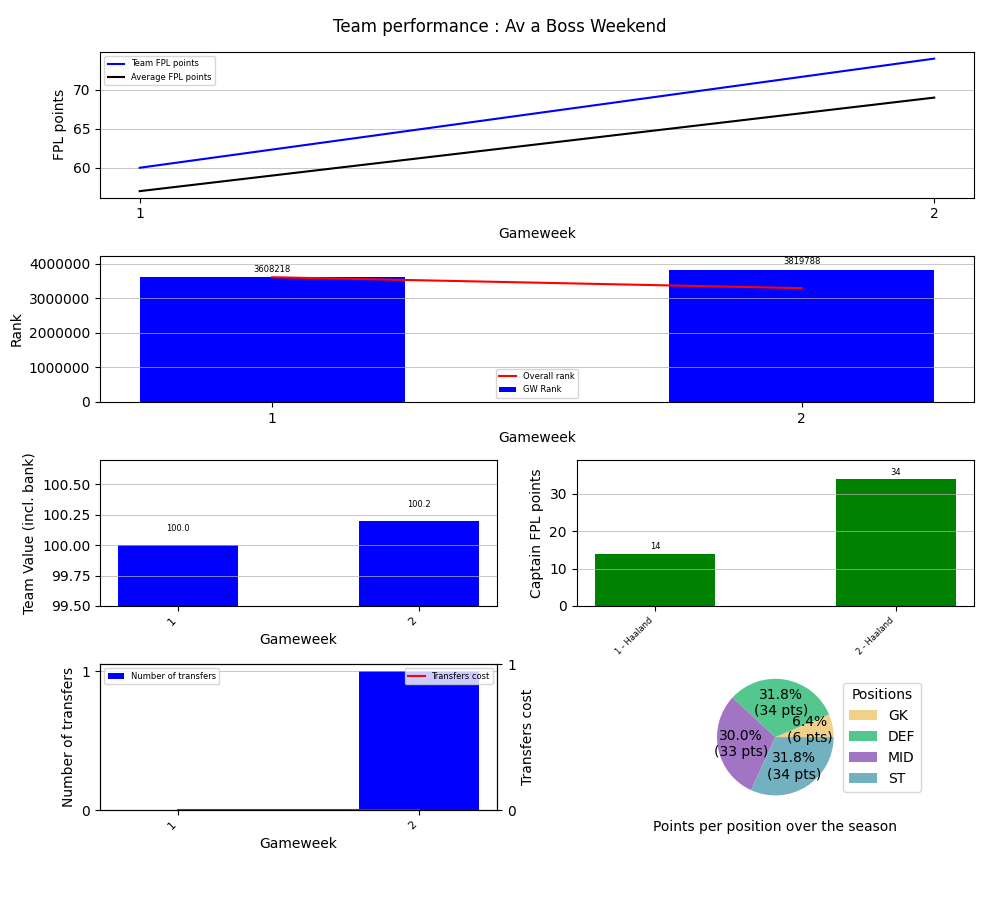 Team performance : Av a Boss Weekend
Team FPL points
Average FPL points
FPL points
70
65
60
1
2
Gameweek
4000000
3000000
2000000
1000000
0
Rank
3608218
3819788
Overall rank
GW Rank
1
2
Gameweek
Team Value (incl. bank)
100.50
100.25
100.00
99.75
99.50
100.0
100.2
1
2
Gameweek
Captain FPL points
30
20
10
0
14
34
1 - Haaland
2 - Haaland
Number of transfers
1
0
Number of transfers
Transfers cost
1
0
Transfers cost
1
2
Gameweek
31.8%
(34 pts)
6.4%
(6 pts)
30.0%
(33 pts)
31.8%
(34 pts)
Positions
GK
DEF
MID
ST
Points per position over the season